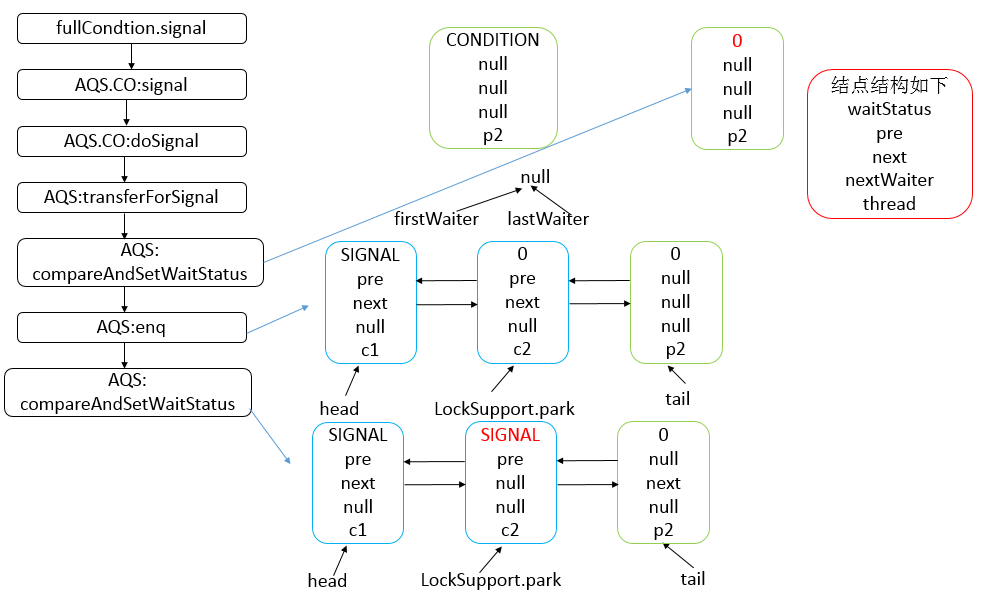 fullCondtion.signal
AQS.CO:signal
AQS.CO:doSignal
AQS:transferForSignal
AQS:
compareAndSetWaitStatus
AQS:enq
AQS:
compareAndSetWaitStatus
CONDITION
null
null
null
p2
0
null
null
null
p2
结点结构如下
waitStatus
pre
next
nextWaiter
thread
null
firstWaiter
lastWaiter
SIGNAL
pre
next
null
c1
0
pre
next
null
c2
0
null
null
null
p2
head
LockSupport.park
tail
SIGNAL
pre
next
null
c1
SIGNAL
pre
null
null
c2
0
null
next
null
p2
head
LockSupport.park
tail